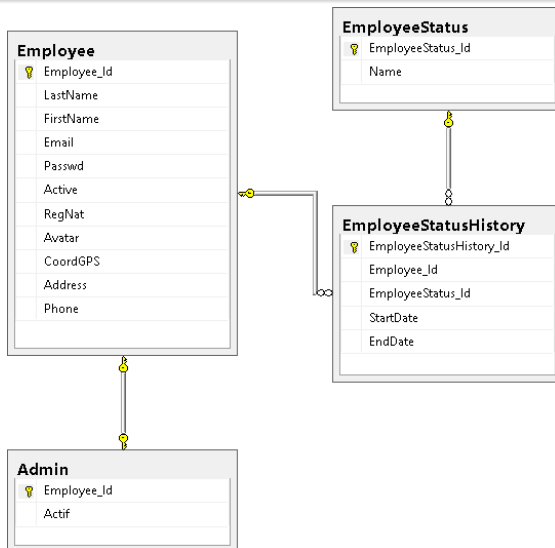 Employee
Employee_Id
LastName
FirstName
Email
Passwd
Active
RegNat
Avatar
CoordGPS
Address
Phone
EmployeeStatus
EmployeeStatus_Id
Name
EmployeeStatusHistory
EmployeeStatusHistory_Id
Employee_Id
EmployeeStatus_Id
StartDate
EndDate
Admin
Employee_Id
Actif